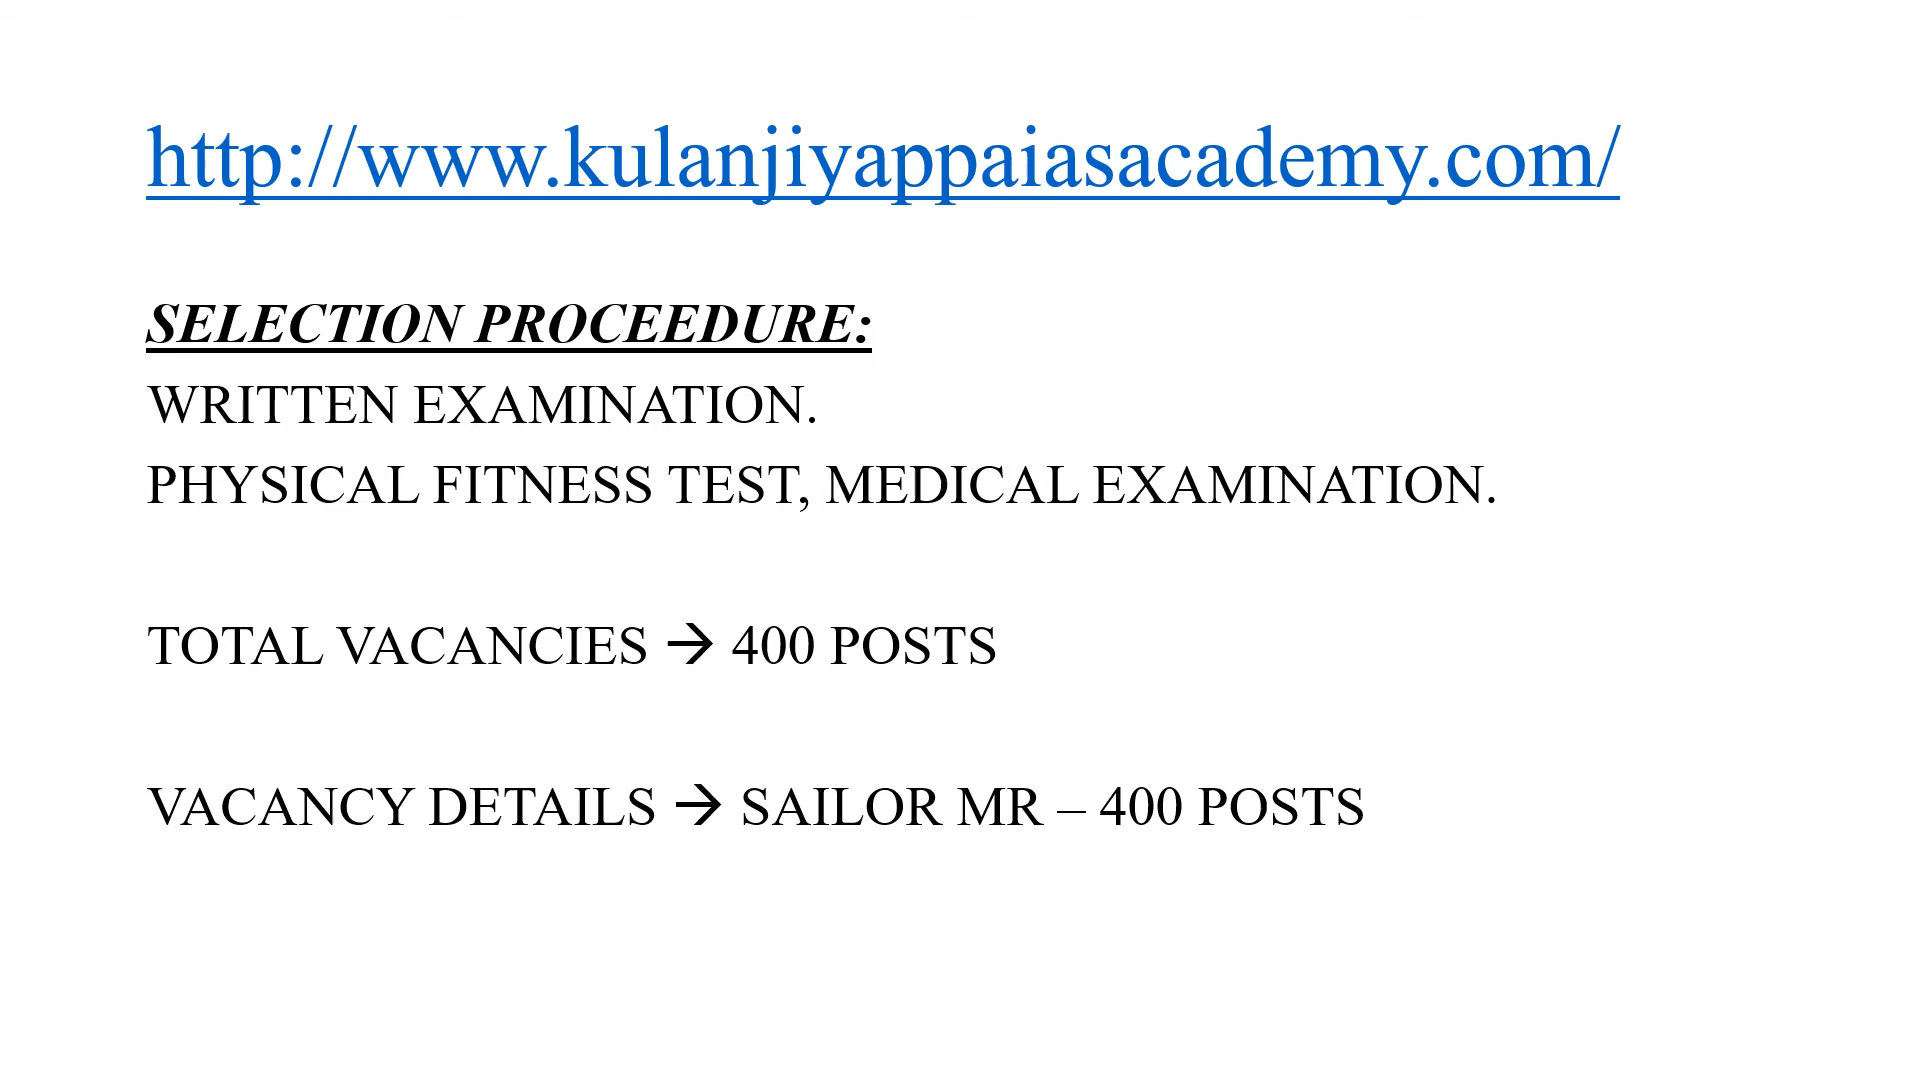 http://www.kulanjiyappaiasacademy.com/
SELECTION PROCEEDURE:
WRITTEN EXAMINATION.
PHYSICAL FITNESS TEST, MEDICAL EXAMINATION.
TOTAL VACANCIES → 400 POSTS
VACANCY DETAILS → SAILOR MR – 400 POSTS